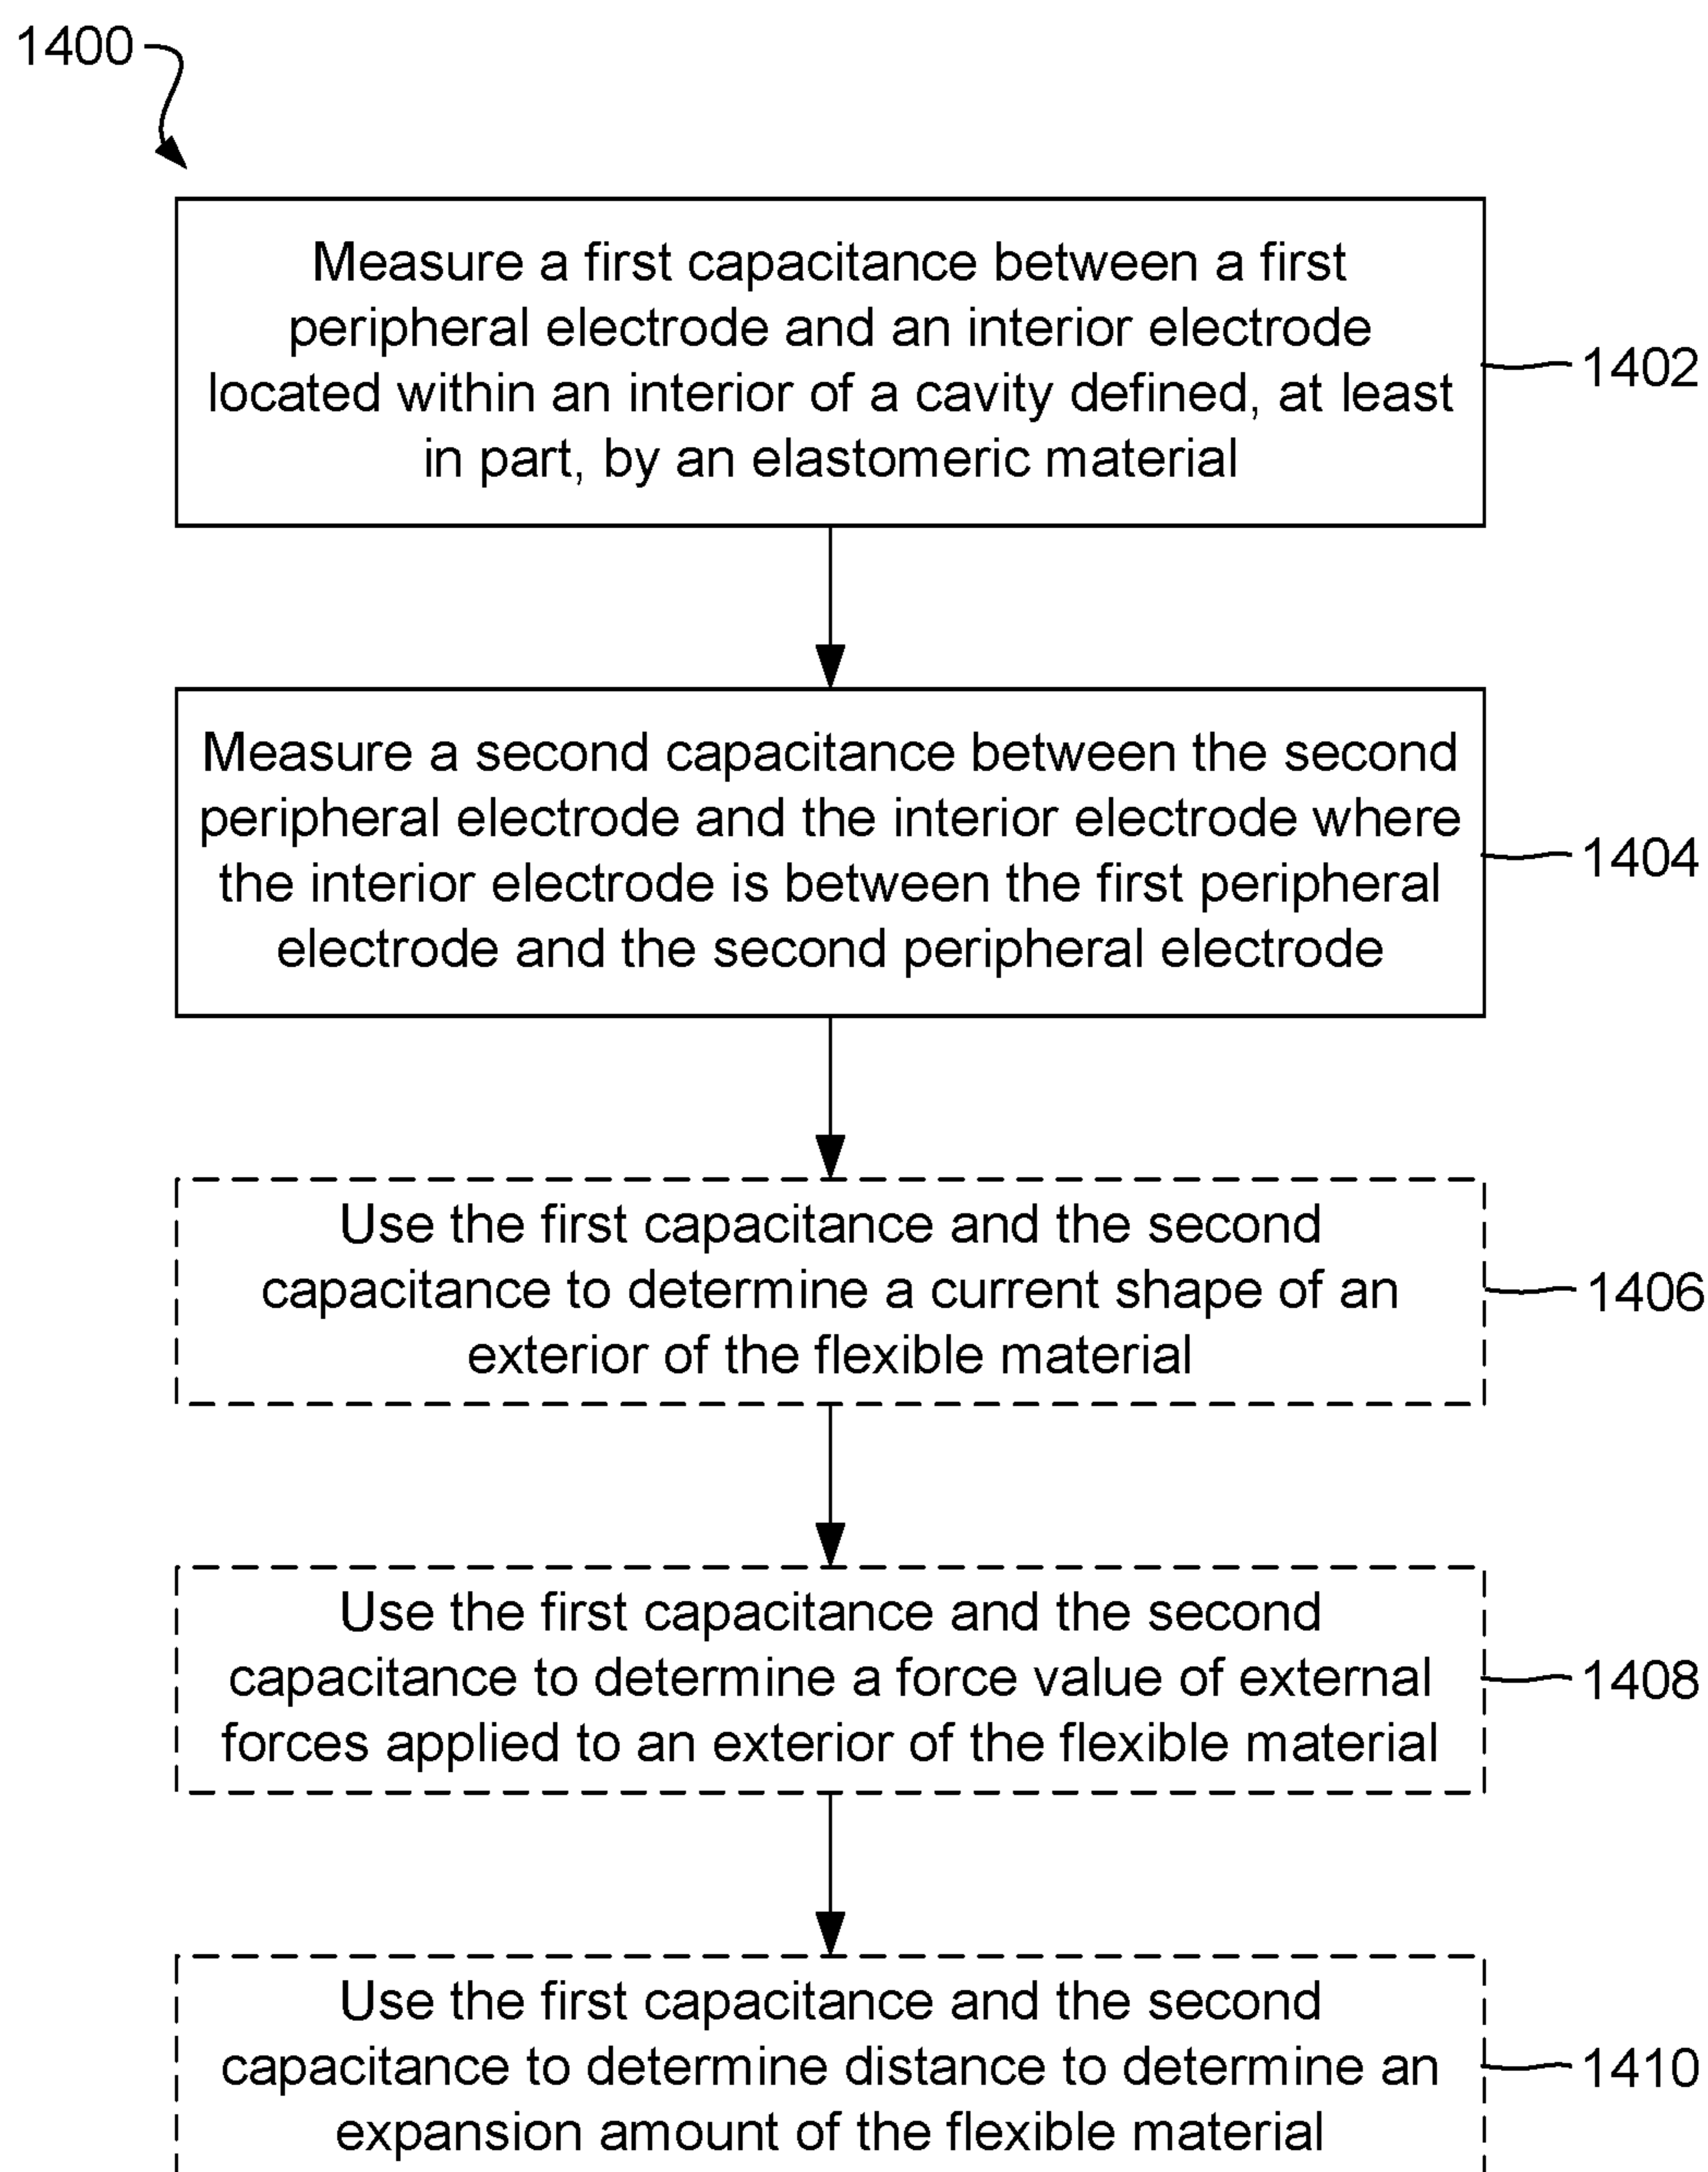 1400
Measure a first capacitance between a first
peripheral electrode and an interior electrode
located within an interior of a cavity defined, at least
in part, by an elastomeric material
1402
Measure a second capacitance between the second
peripheral electrode and the interior electrode where
the interior electrode is between the first peripheral
electrode and the second peripheral electrode
1404
Use the first capacitance and the second
capacitance to determine a current shape of an
exterior of the flexible material
1406
Use the first capacitance and the second
capacitance to determine a force value of external
forces applied to an exterior of the flexible material
1408
Use the first capacitance and the second
capacitance to determine distance to determine an
expansion amount of the flexible material
1410